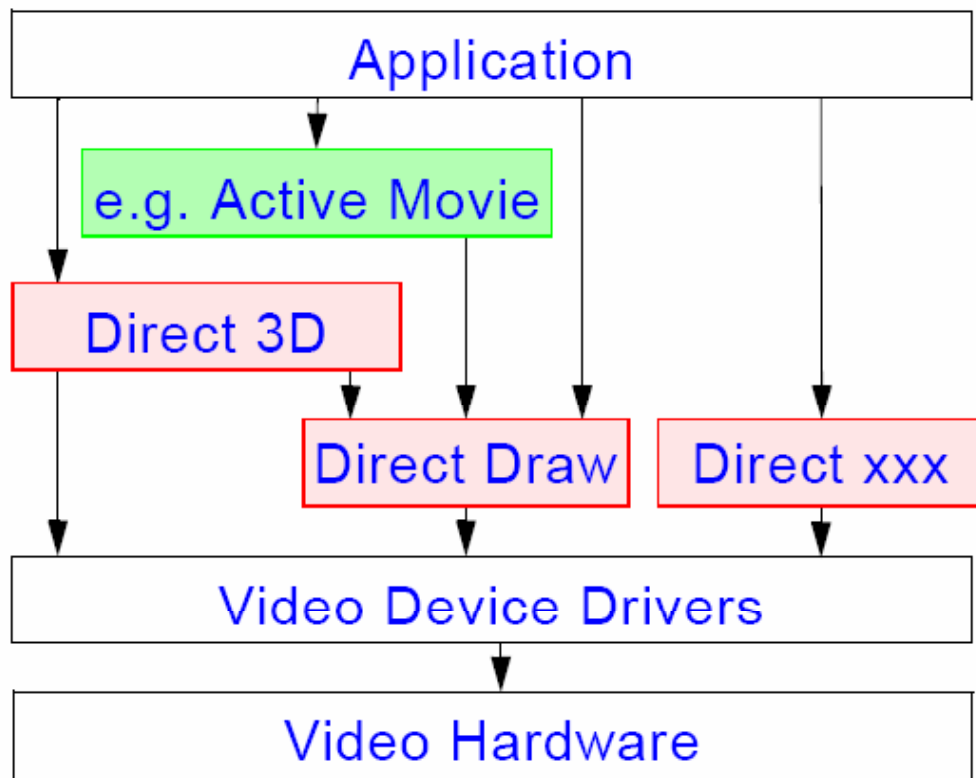 Application
e.g. Active Movie
Direct 3D
Direct Draw
Direct xxx
Video Device Drivers
Video Hardware